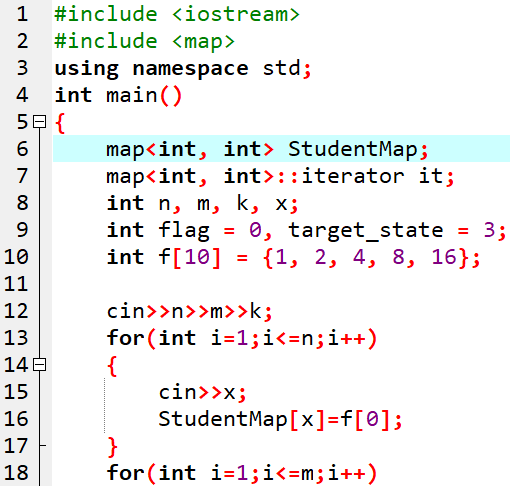 1 #include <iostream>
2 #include <map>
3 using namespace std;
4 int main()
5 {
6 map<int, int> StudentMap;
7 map<int, int>::iterator it;
8 int n, m, k, x;
9 int flag = 0, target_state = 3;
10 int f[10] = {1, 2, 4, 8, 16};
11
12 cin>>n>>m>>k;
13 for(int i=1;i<=n;i++)
14 {
15 cin>>x;
16 StudentMap[x]=f[0];
17 }
18 for(int i=1;i<=m;i++)